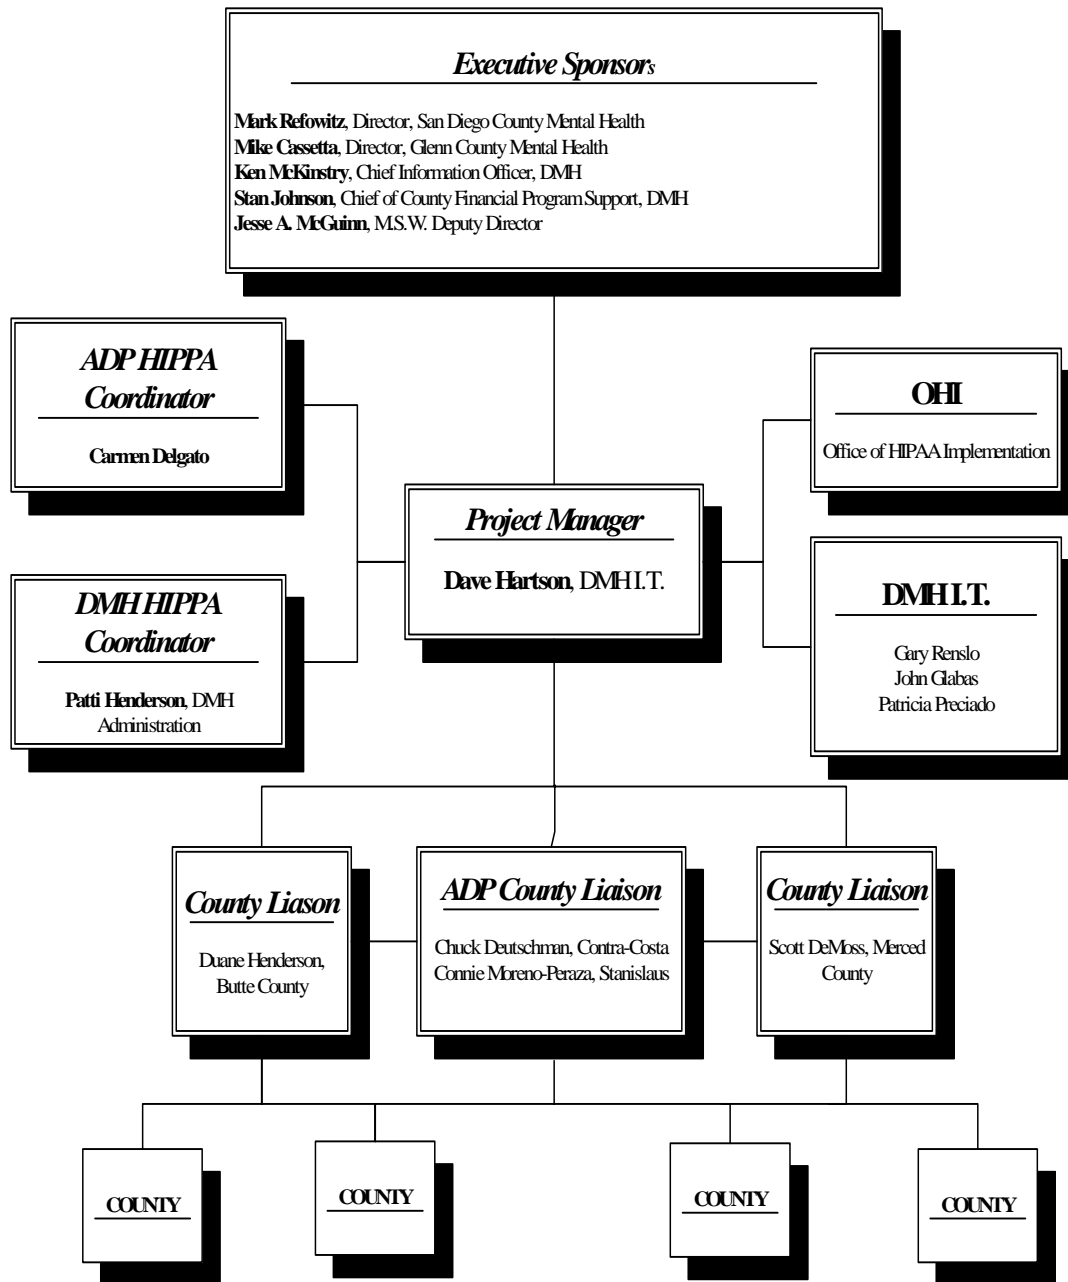 Executive Sponsors
Mark Refowitz, Director, San Diego County Mental Health
Mike Cassetta, Director, Glenn County Mental Health
Ken McKinstry, Chief Information Officer, DMH
Stan Johnson, Chief of County Financial Program Support, DMH
Jesse A. McGuinn, M.S.W. Deputy Director
ADP HIPPA
Coordinator
Carmen Delgato
OHI
Office of HIPAA Implementation
Project Manager
Dave Hartson, DMH I.T.
DMH HIPPA
Coordinator
Patti Henderson, DMH
Administration
DMH I.T.
Gary Renslo
John Glabas
Patricia Preciado
County Liason
Duane Henderson,
Butte County
ADP County Liaison
Chuck Deutschman, Contra-Costa
Connie Moreno-Peraza, Stanislaus
County Liaison
Scott DeMoss, Merced
County
COUNTY
COUNTY
COUNTY
COUNTY